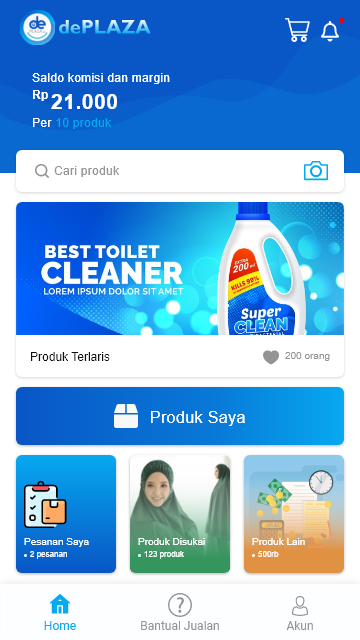 de dePLAZA
Saldo komisi dan margin
Rp 21.000
Per 10 produk
Cari produk
BEST TOILET
CLEANER
LOREM IPSUM DOLOR SIT AMET
EXTRA
200 ml
KILLS 99%
Super
CLEAN
Produk Terlaris
200 orang
Produk Saya
Pesanan Saya
2 pesanan
Produk Disukai
123 produk
Produk Lain
500rb
Home
Bantual Jualan
Akun